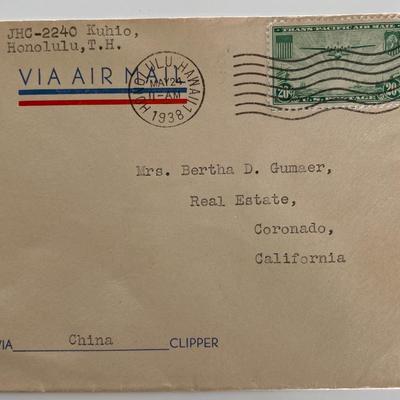 JHC-2240 Kuhio,
Honolulu, T.H.
VIA AIR MAIL
HONOLULU, HAWAII
MAY 24
11-AM
1938
TRANS-PACIFIC AIR MAIL
20¢ 20¢
U.S. POSTAGE
Mrs. Bertha D. Gumaer,
Real Estate,
Coronado,
California
VIA China CLIPPER